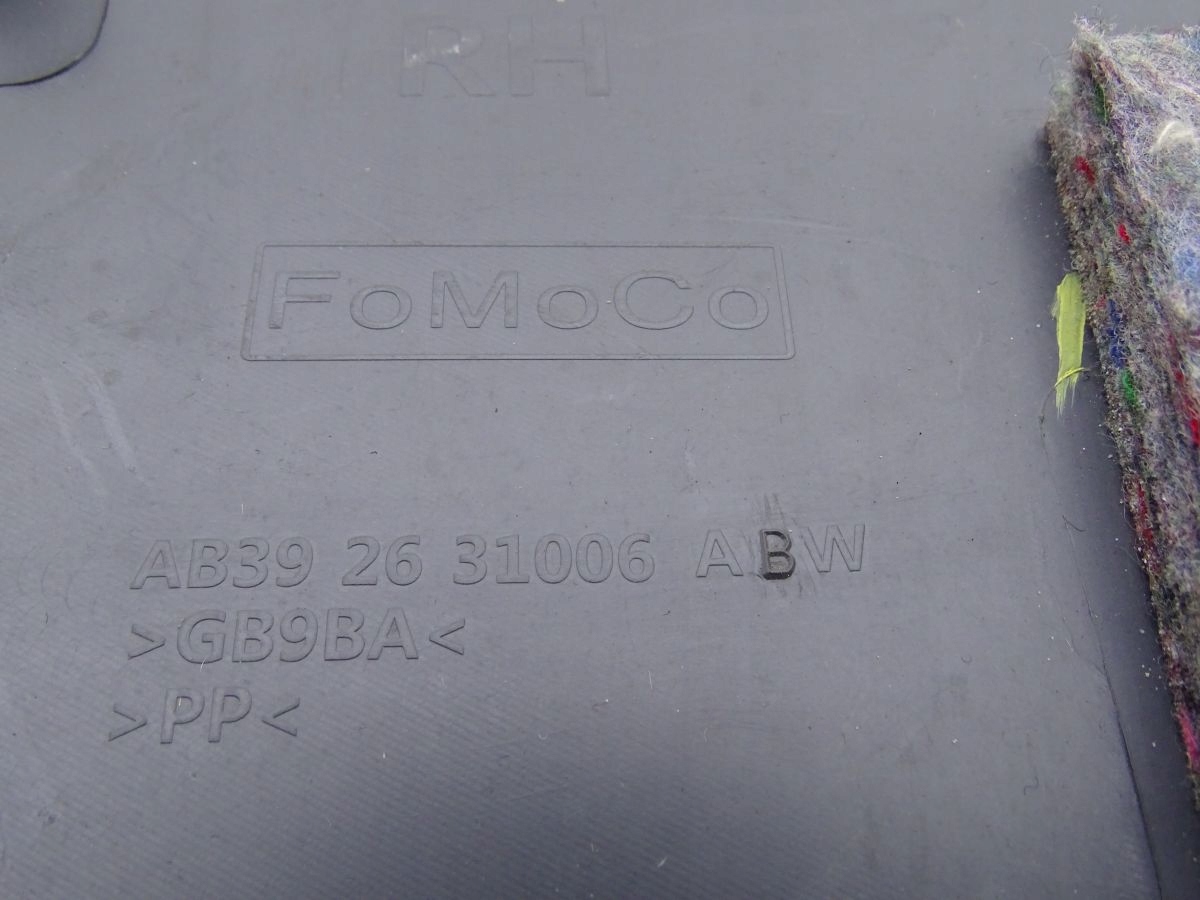 RH
FoMoCo
AB39 26 31006 ABW
>GB9BA<
>PP<